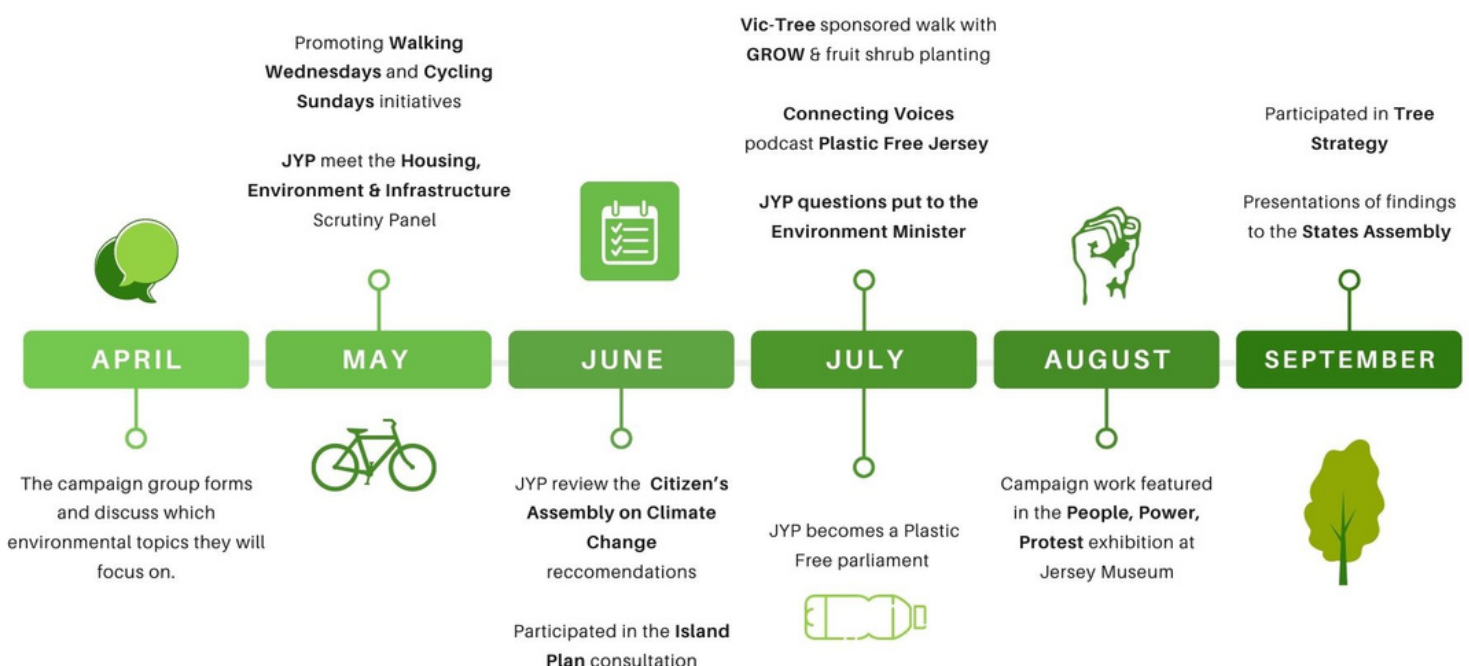 Promoting Walking
Wednesdays and Cycling
Sundays initiatives
JYP meet the Housing,
Environment & Infrastructure
Scrutiny Panel
Vic-Tree sponsored walk with
GROW & fruit shrub planting
Connecting Voices
podcast Plastic Free Jersey
JYP questions put to the
Environment Minister
Participated in Tree
Strategy
Presentations of findings
to the States Assembly
APRIL
MAY
JUNE
JULY
AUGUST
SEPTEMBER
The campaign group forms
and discuss which
environmental topics they will
focus on.
JYP review the Citizen's
Assembly on Climate
Change
reccomendations
Participated in the Island
Plan consultation
JYP becomes a Plastic
Free parliament
Campaign work featured
in the People, Power,
Protest exhibition at
Jersey Museum